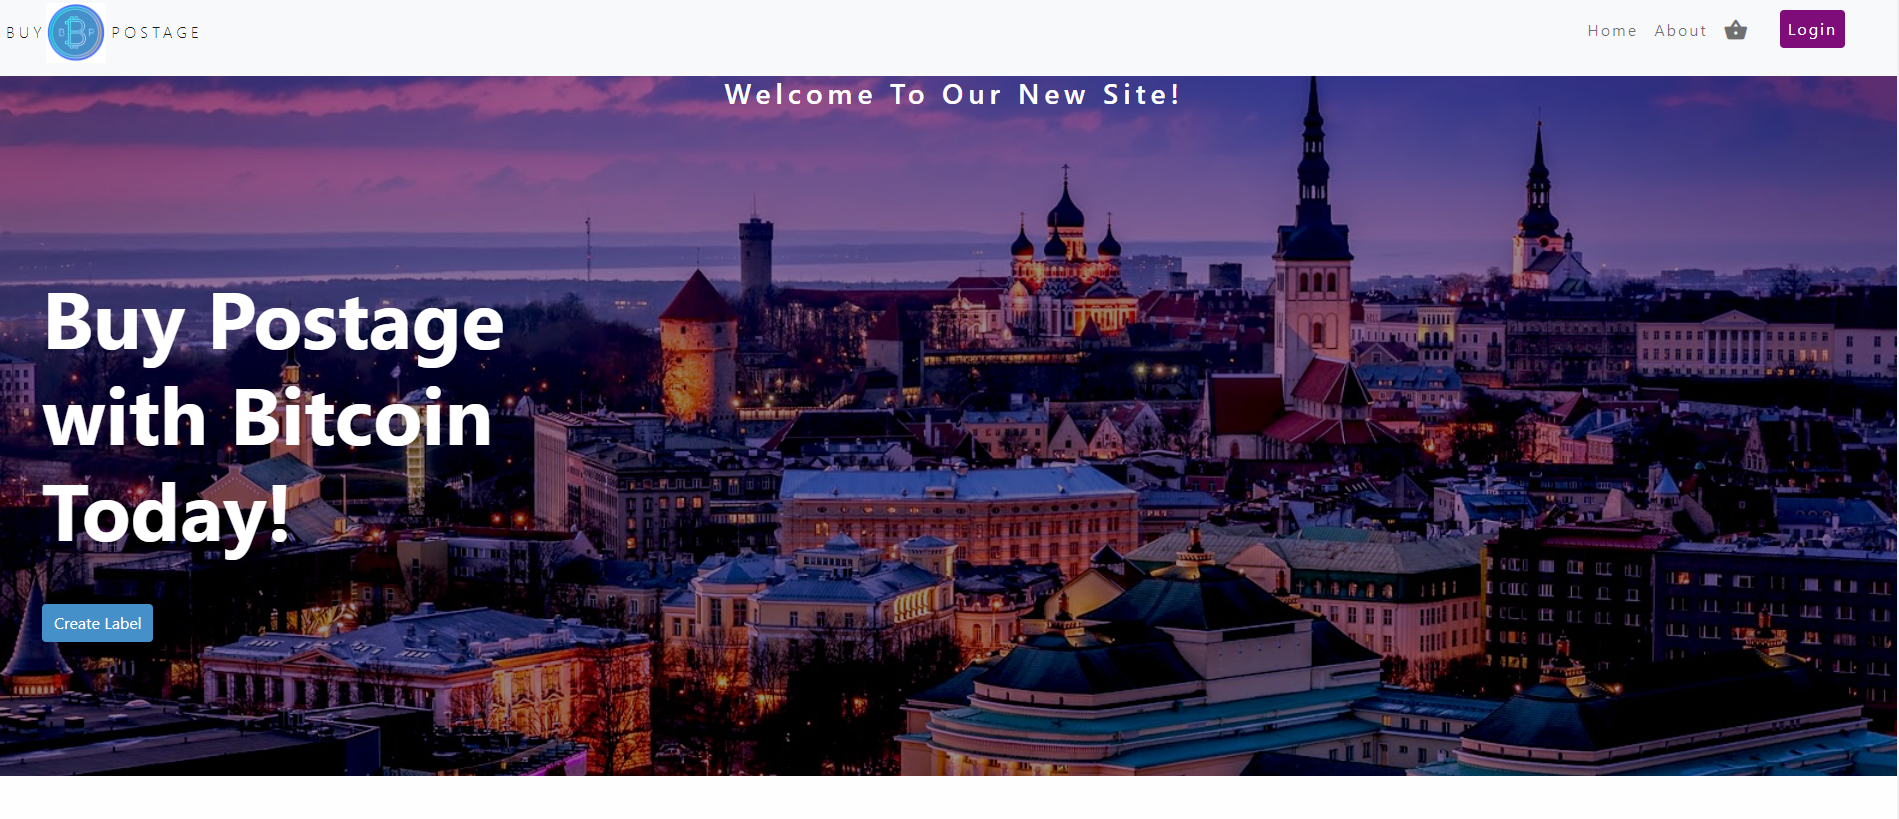 BUY B B P POSTAGE
Home About Login
Welcome To Our New Site!
Buy Postage
with Bitcoin
Today!
Create Label